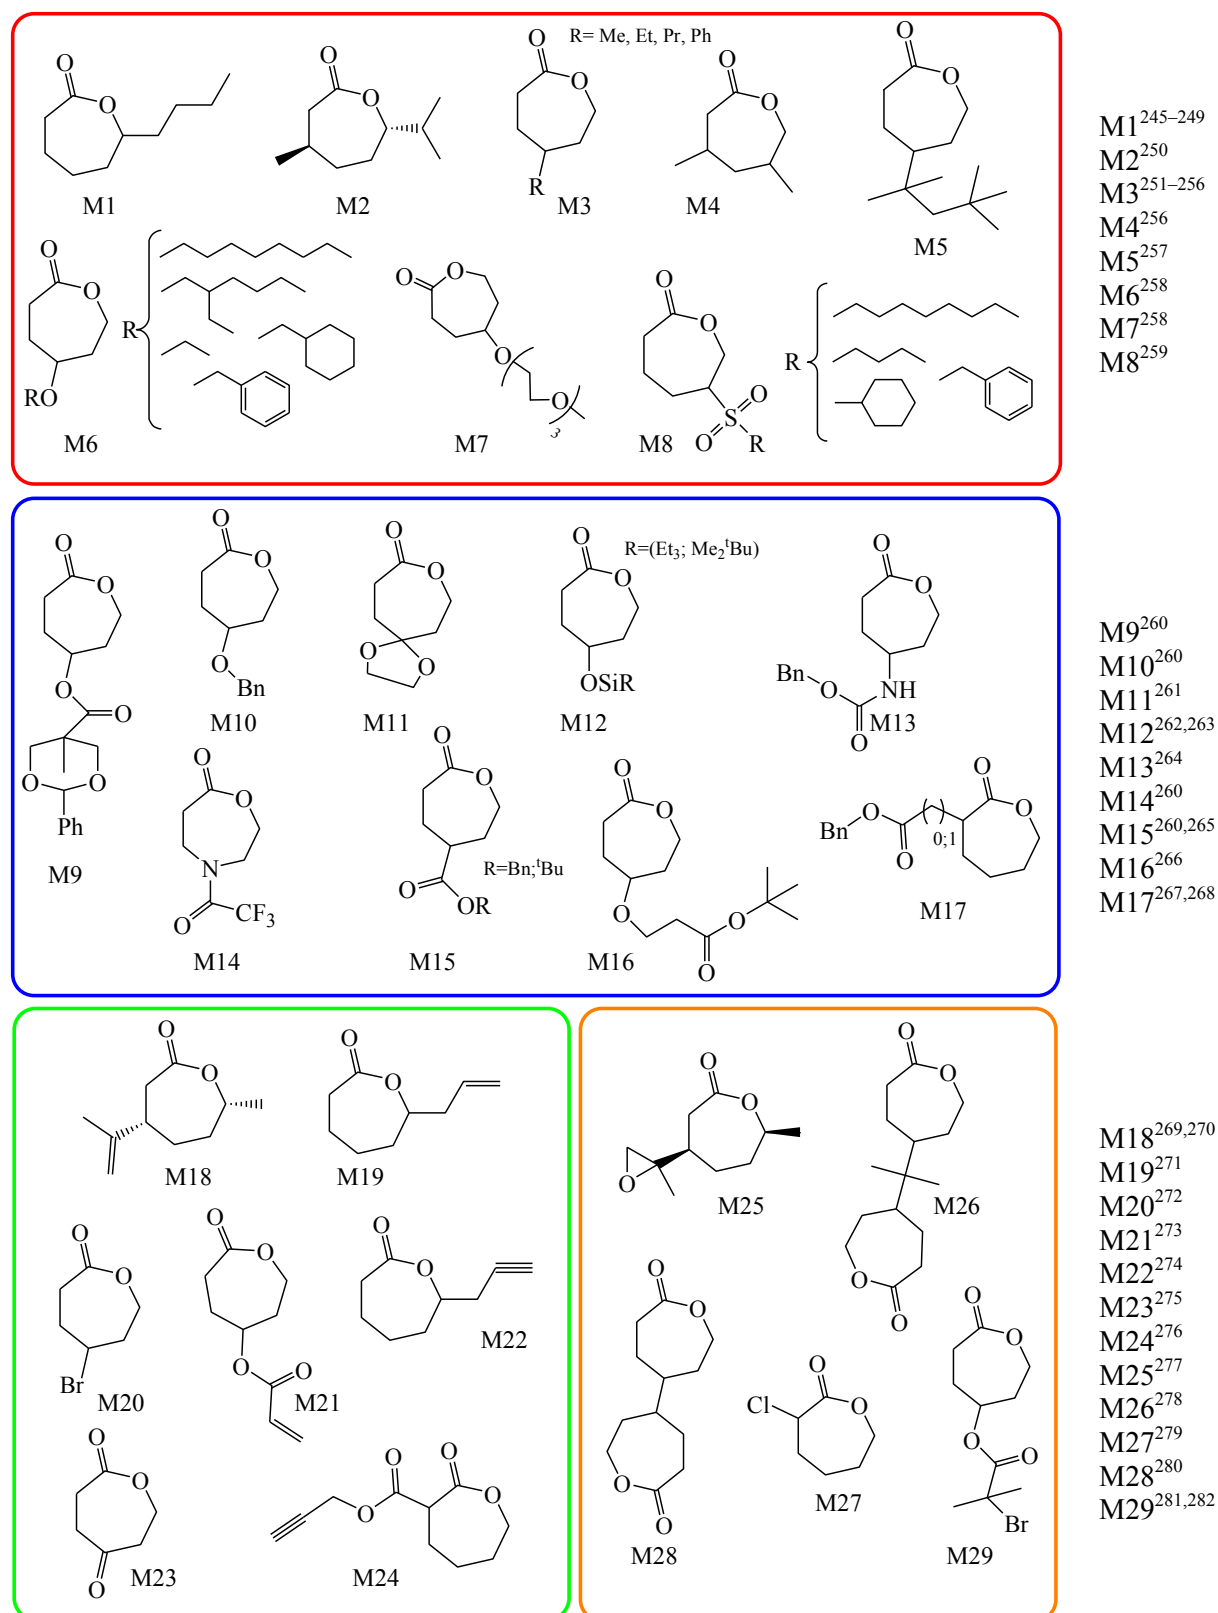 R= Me, Et, Pr, Ph
O
O
M1
O
O
M2
O
O
R
M3
O
O
M4
O
O
M5
O
O
RO
M6
R
O
O
O
O
3
M7
O
O
S
O
O
R
M8
R
M1²⁴⁵⁻²⁴⁹
M2²⁵⁰
M3²⁵¹⁻²⁵⁶
M4²⁵⁶
M5²⁵⁷
M6²⁵⁸
M7²⁵⁸
M8²⁵⁹
O
O
O
O
O
O
Ph
M9
O
O
O
Bn
M10
O
O
O
O
M11
R=(Et₃; Me₂ᵗBu)
O
O
OSiR
M12
O
O
Bn
O
NH
O
M13
O
O
N
O
CF₃
M14
O
O
R=Bn;ᵗBu
O
OR
M15
O
O
O
O
O
M16
O
O
Bn
O
O
0;1
M17
M9²⁶⁰
M10²⁶⁰
M11²⁶¹
M12²⁶²,²⁶³
M13²⁶⁴
M14²⁶⁰
M15²⁶⁰,²⁶⁵
M16²⁶⁶
M17²⁶⁷,²⁶⁸
O
O
M18
O
O
M19
O
O
Br
M20
O
O
O
O
M21
O
O
M22
O
O
O
M23
O
O
O
O
M24
O
O
O
M25
O
O
O
O
M26
O
O
O
O
M28
O
O
Cl
M27
O
O
O
O
Br
M29
M18²⁶⁹,²⁷⁰
M19²⁷¹
M20²⁷²
M21²⁷³
M22²⁷⁴
M23²⁷⁵
M24²⁷⁶
M25²⁷⁷
M26²⁷⁸
M27²⁷⁹
M28²⁸⁰
M29²⁸¹,²⁸²